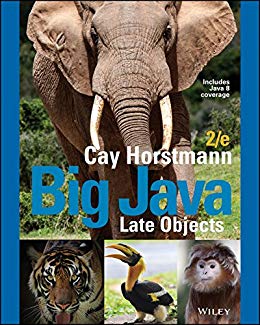 Includes
Java 8
coverage
2/e
Cay Horstmann
Big Java
Late Objects
WILEY